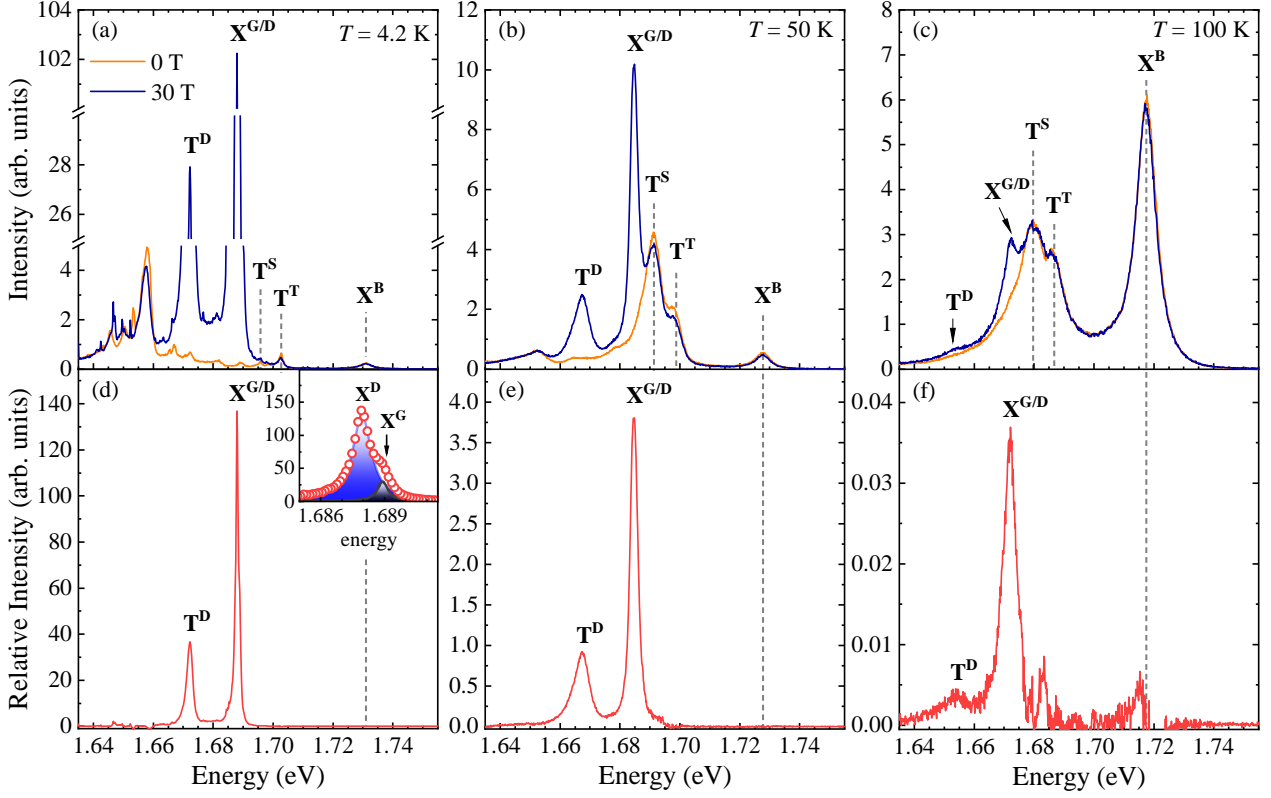 (a)
X^G/D
T = 4.2 K
0 T
30 T
T^D
T^S
T^T
X^B
104
102
28
26
4
2
0
Intensity (arb. units)
(b)
X^G/D
T = 50 K
T^D
T^S
T^T
X^B
12
10
8
6
4
2
0
(c)
T = 100 K
X^B
T^S
X^G/D
T^T
T^D
8
7
6
5
4
3
2
1
0
(d)
X^G/D
T^D
140
120
100
80
60
40
20
0
Relative Intensity (arb. units)
X^D
X^G
150
100
50
0
1.686
1.689
energy
1.64
1.66
1.68
1.70
1.72
1.74
Energy (eV)
(e)
X^G/D
T^D
4.0
3.5
3.0
2.5
2.0
1.5
1.0
0.5
0.0
1.64
1.66
1.68
1.70
1.72
1.74
Energy (eV)
(f)
X^G/D
T^D
0.04
0.03
0.02
0.01
0.00
1.64
1.66
1.68
1.70
1.72
1.74
Energy (eV)